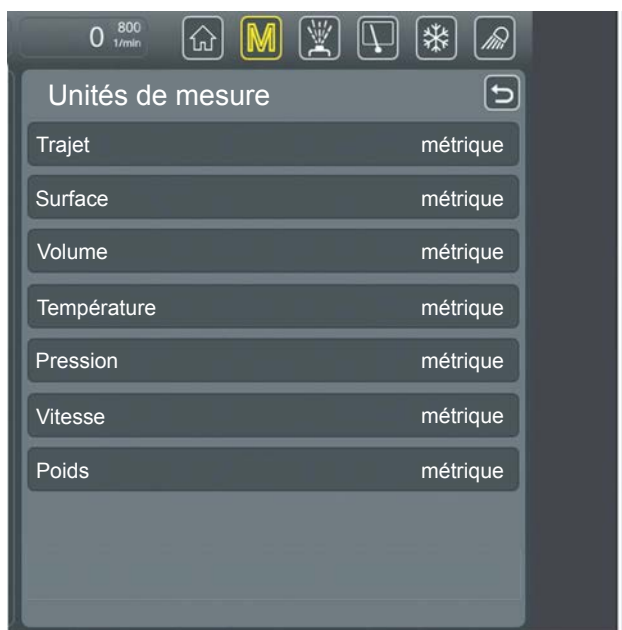 0 800 1/min M
Unités de mesure
Trajet métrique
Surface métrique
Volume métrique
Température métrique
Pression métrique
Vitesse métrique
Poids métrique